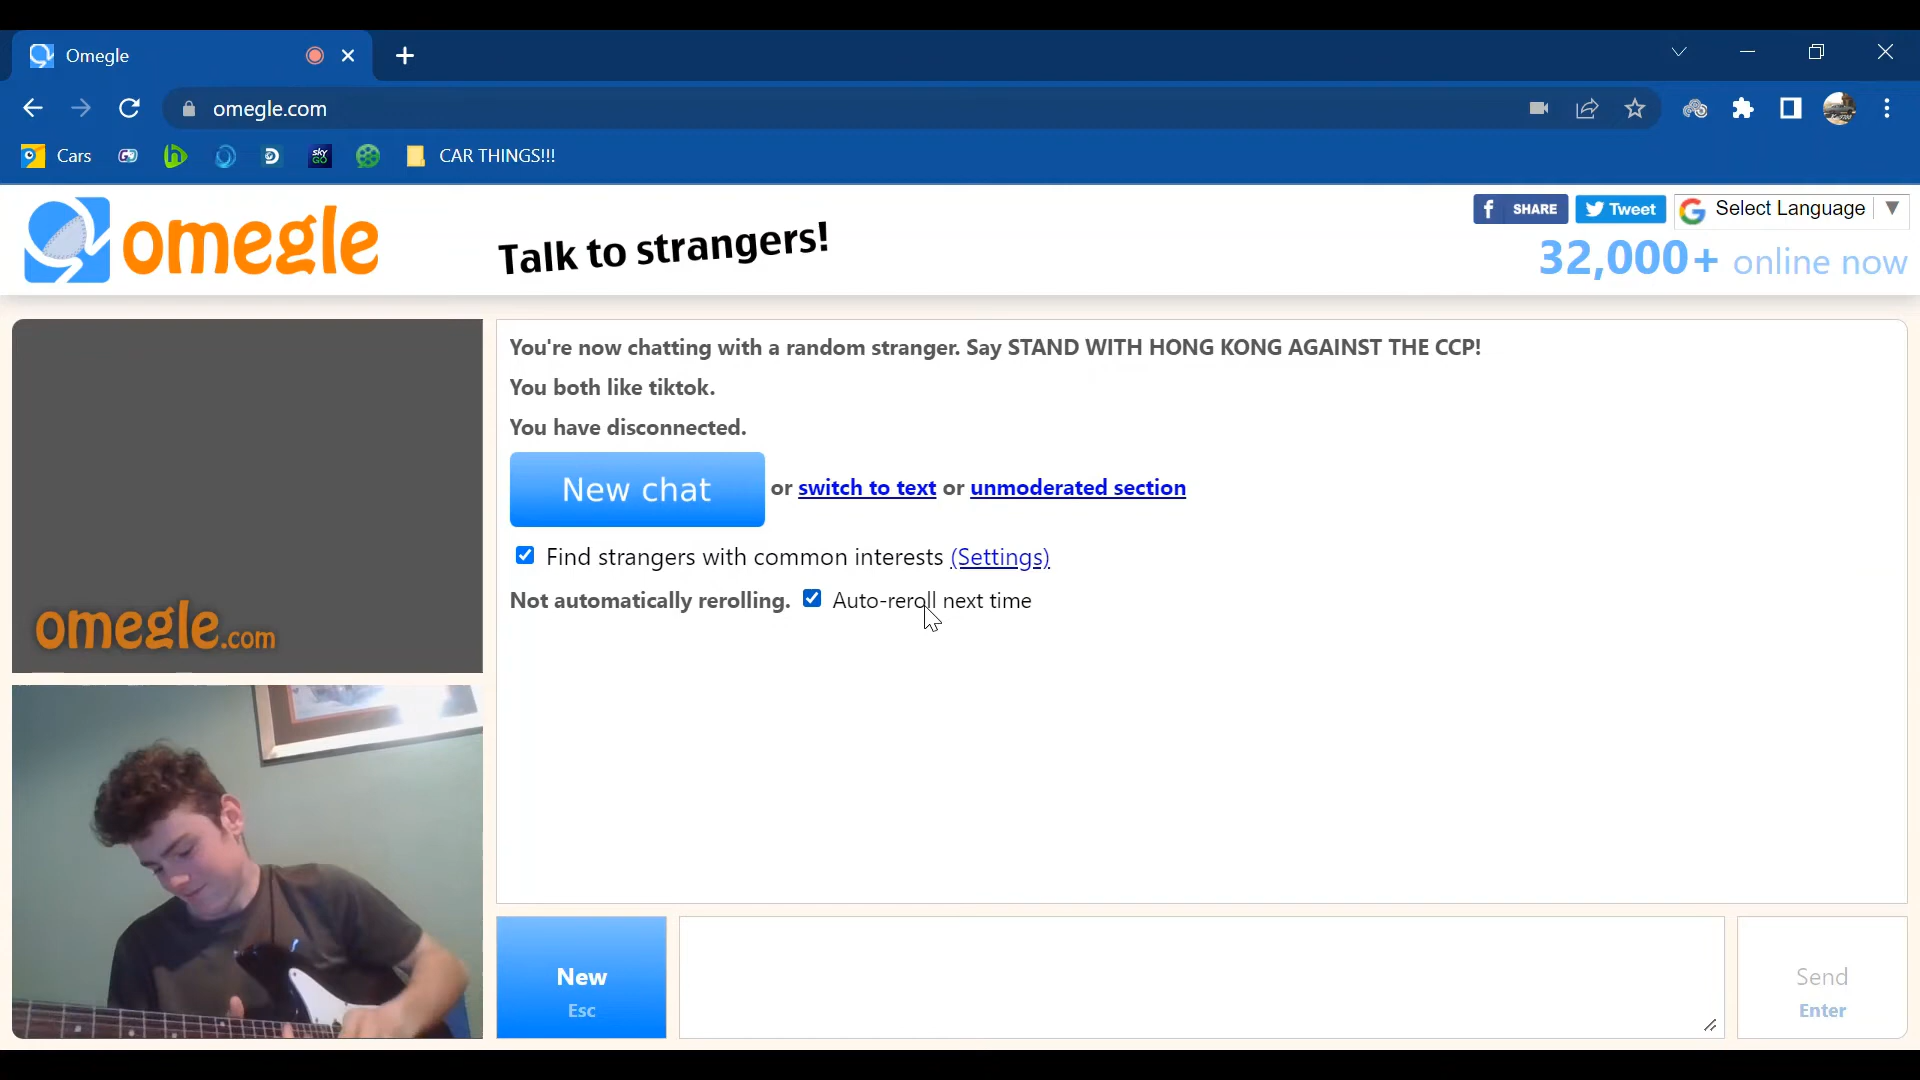 Omegle
omegle.com
Cars
sky GO
CAR THINGS!!!
omegle
Talk to strangers!
SHARE
Tweet
Select Language
32,000+ online now
You're now chatting with a random stranger. Say STAND WITH HONG KONG AGAINST THE CCP!
You both like tiktok.
You have disconnected.
New chat or switch to text or unmoderated section
Find strangers with common interests (Settings)
Not automatically rerolling. Auto-reroll next time
omegle.com
New
Esc
Send
Enter